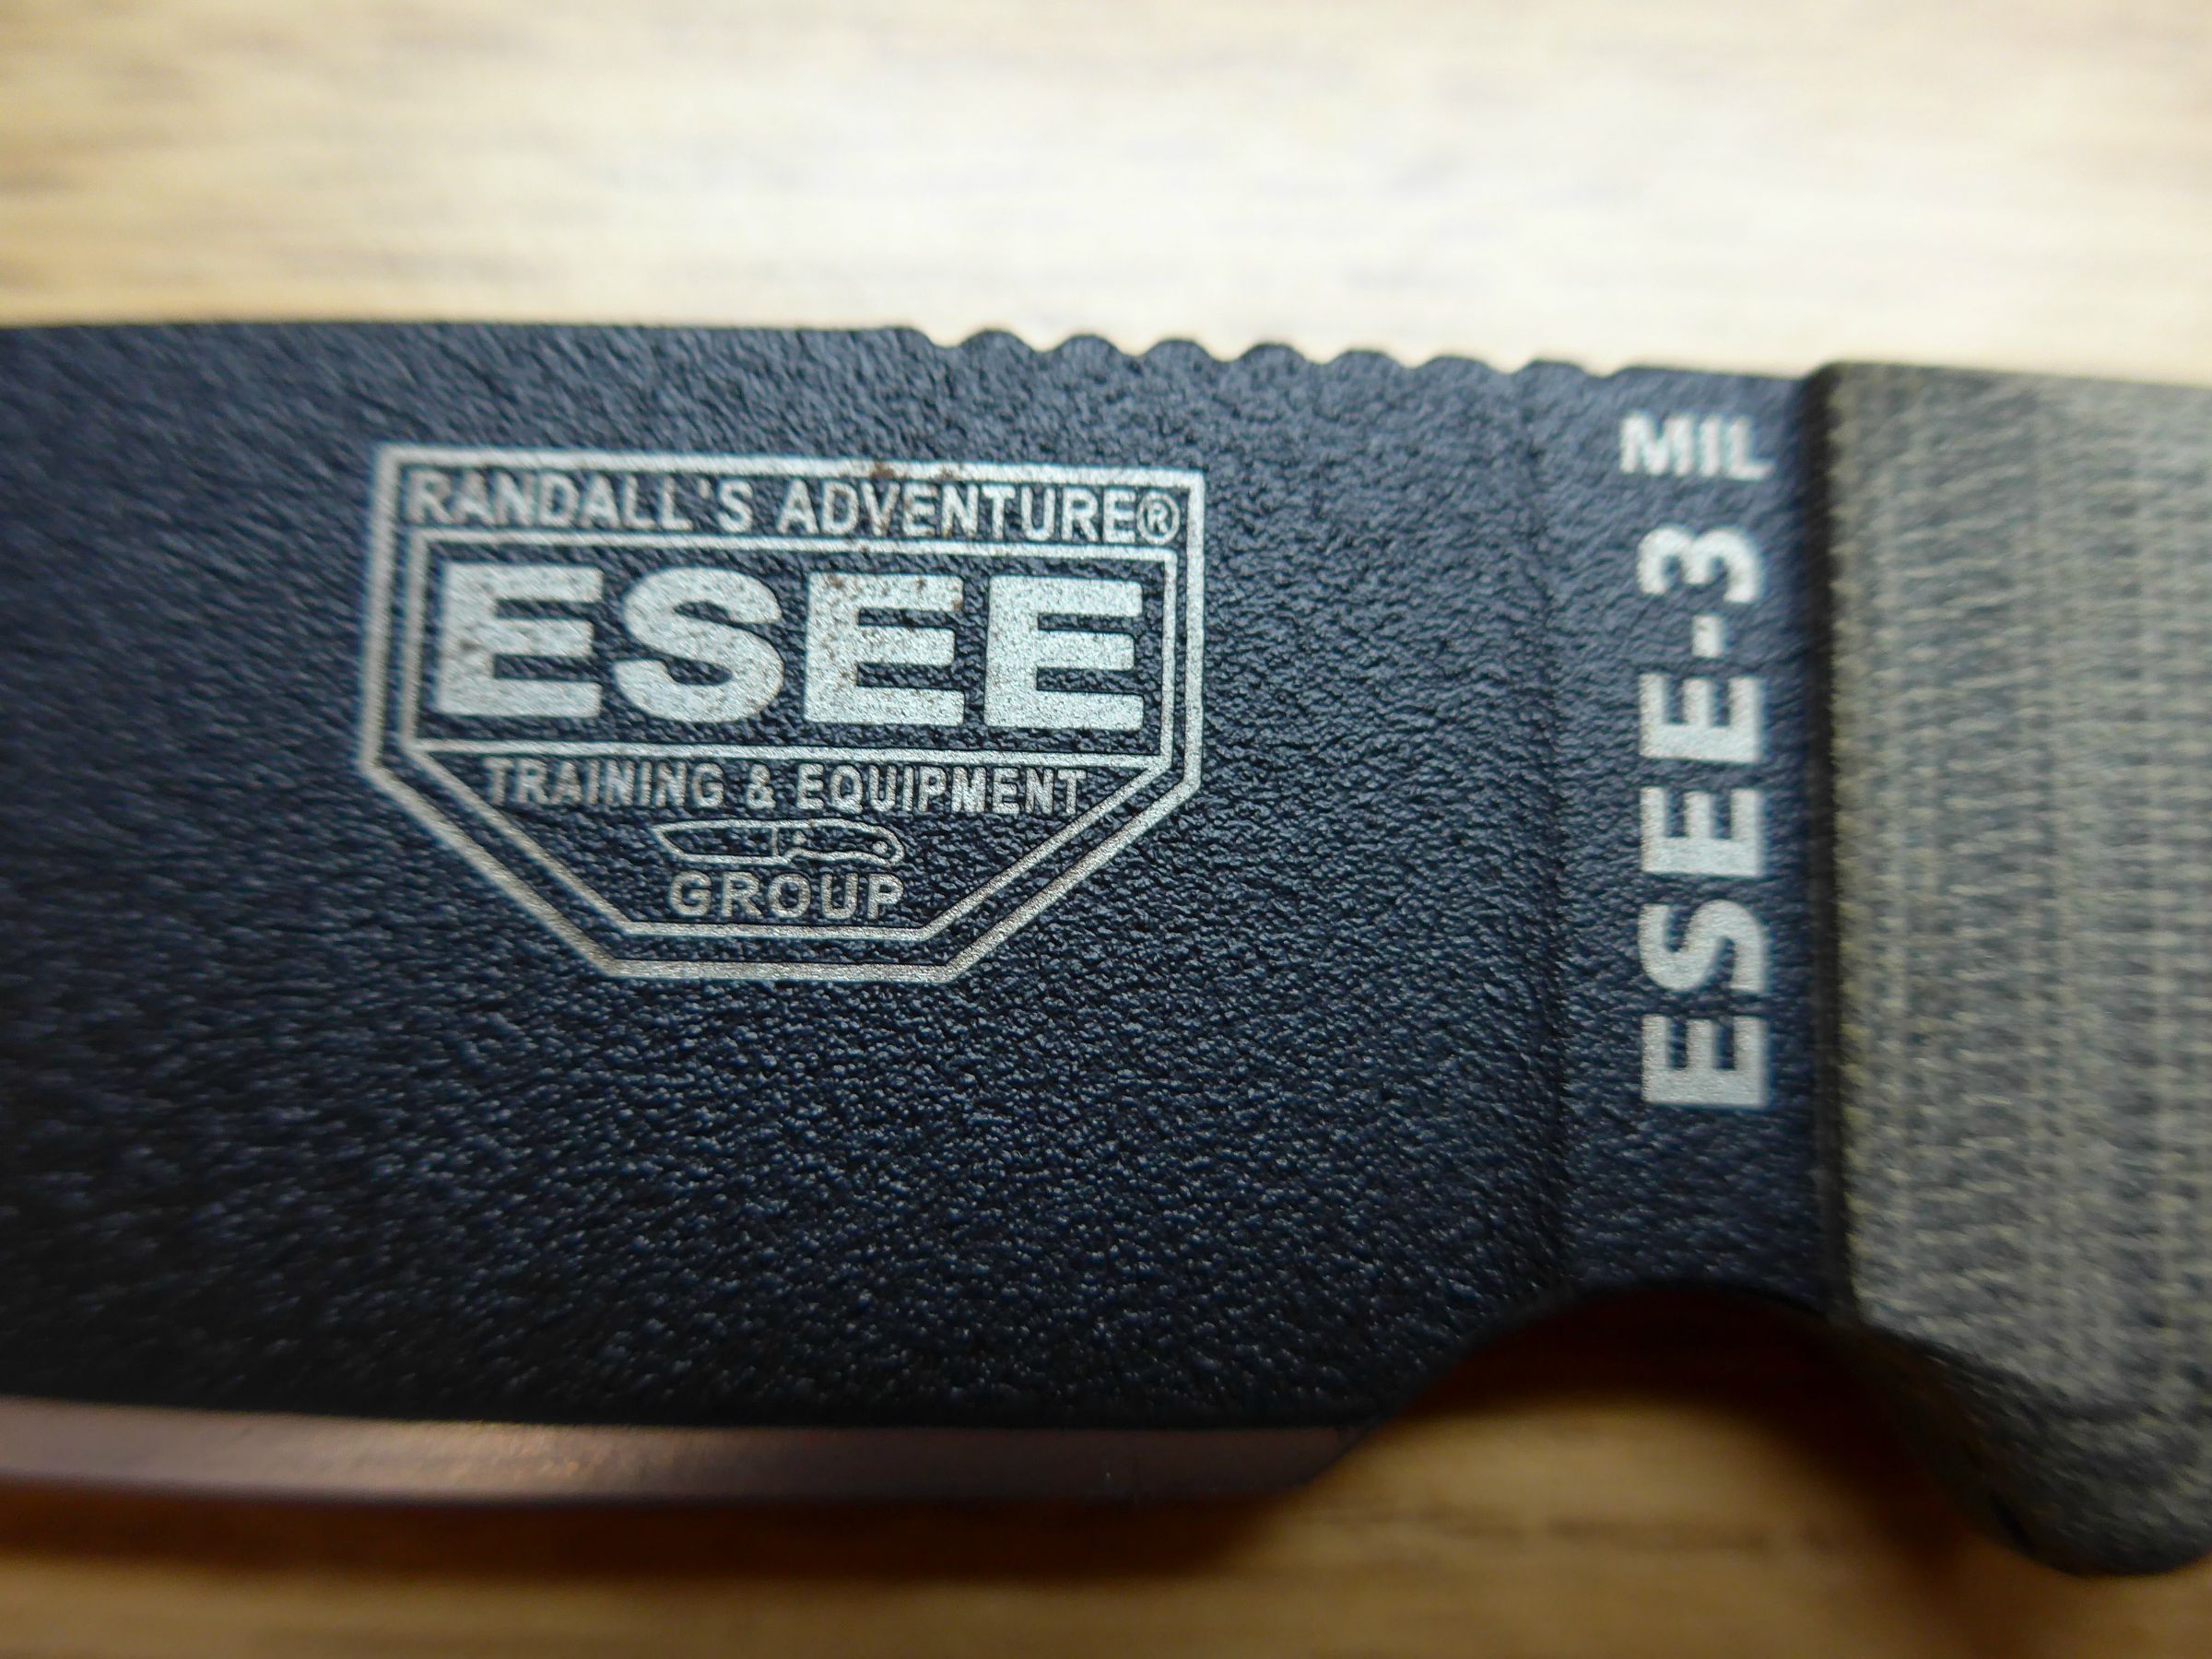 RANDALL'S ADVENTURE®
ESEE
TRAINING & EQUIPMENT
GROUP
ESEE-3 MIL